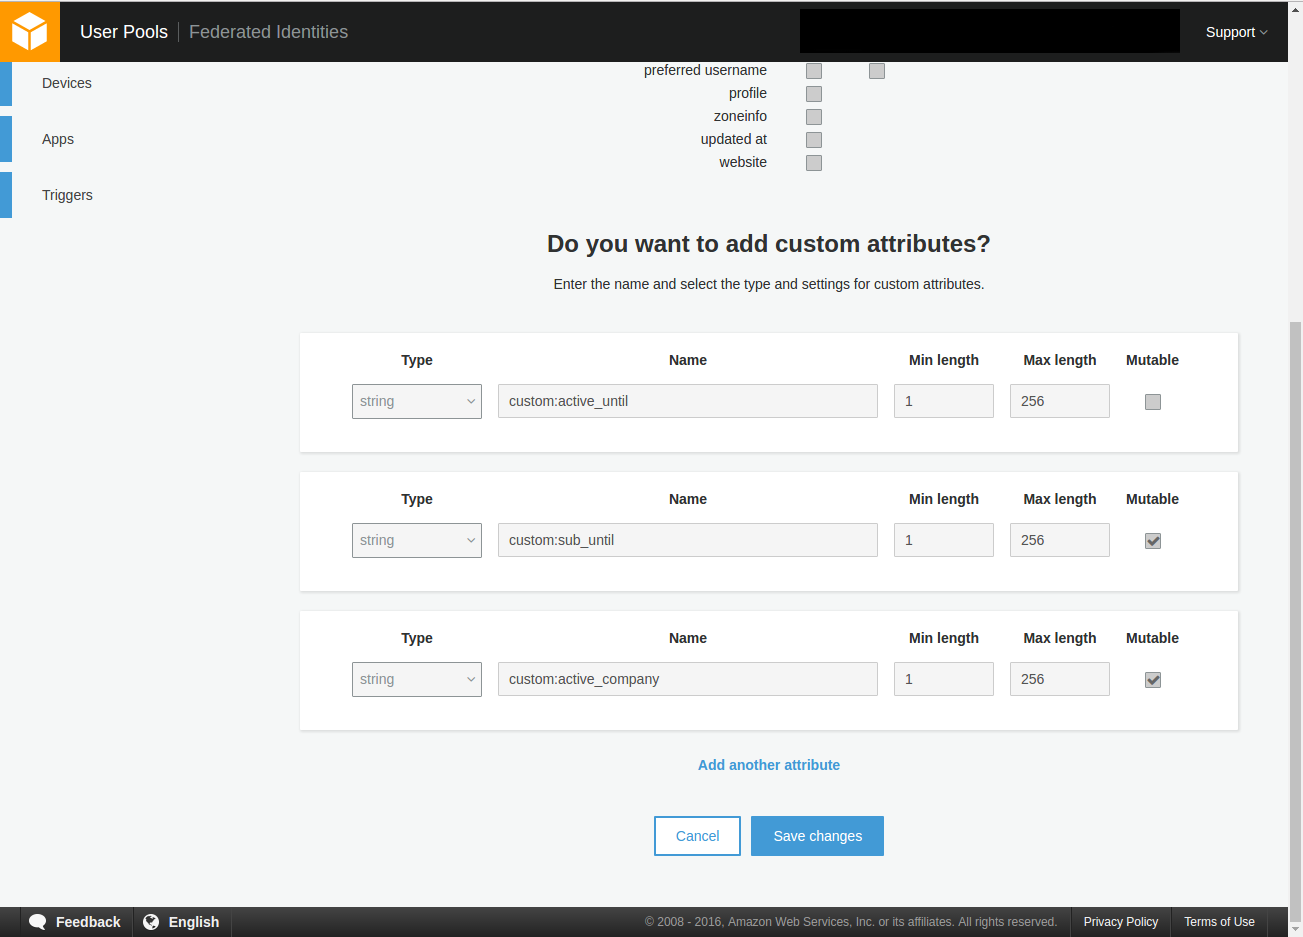 User Pools Federated Identities Support
Devices
Apps
Triggers
preferred username
profile
zoneinfo
updated at
website
Do you want to add custom attributes?
Enter the name and select the type and settings for custom attributes.
Type Name Min length Max length Mutable
string custom:active_until 1 256
Type Name Min length Max length Mutable
string custom:sub_until 1 256
Type Name Min length Max length Mutable
string custom:active_company 1 256
Add another attribute
Cancel Save changes
Feedback English © 2008 - 2016, Amazon Web Services, Inc. or its affiliates. All rights reserved. Privacy Policy Terms of Use